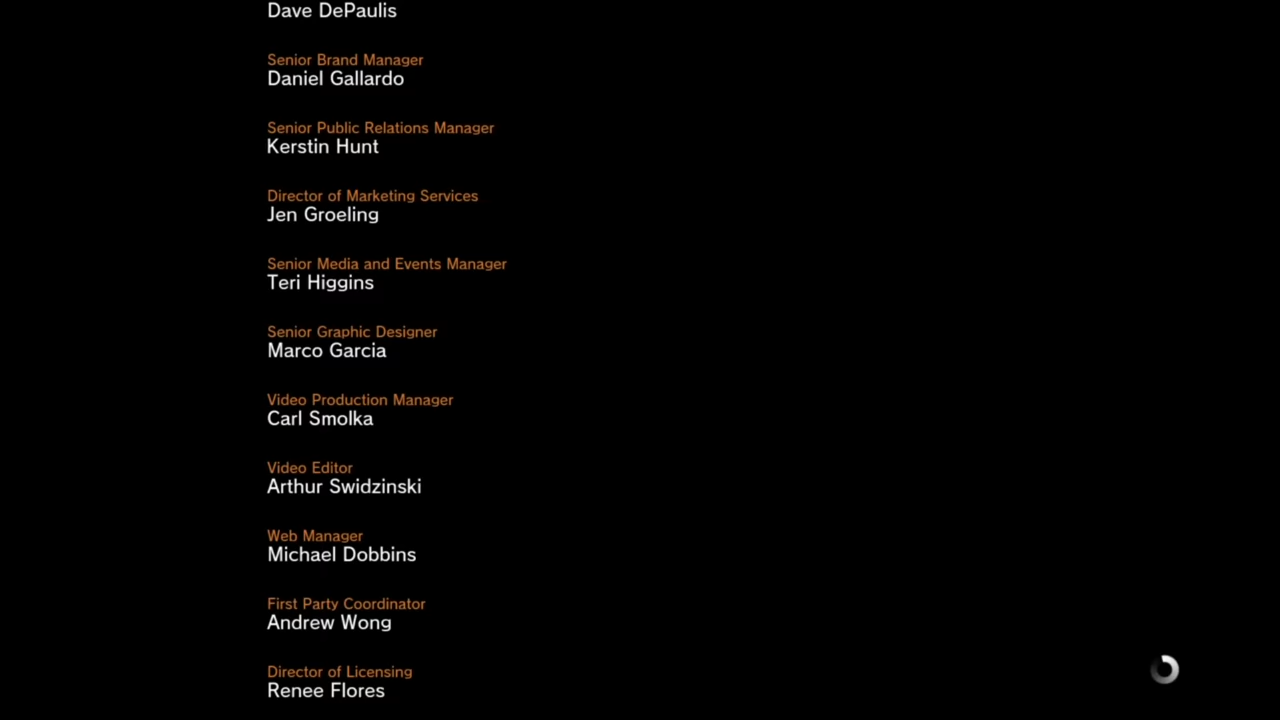 Dave DePaulis
Senior Brand Manager
Daniel Gallardo
Senior Public Relations Manager
Kerstin Hunt
Director of Marketing Services
Jen Groeling
Senior Media and Events Manager
Teri Higgins
Senior Graphic Designer
Marco Garcia
Video Production Manager
Carl Smolka
Video Editor
Arthur Swidzinski
Web Manager
Michael Dobbins
First Party Coordinator
Andrew Wong
Director of Licensing
Renee Flores